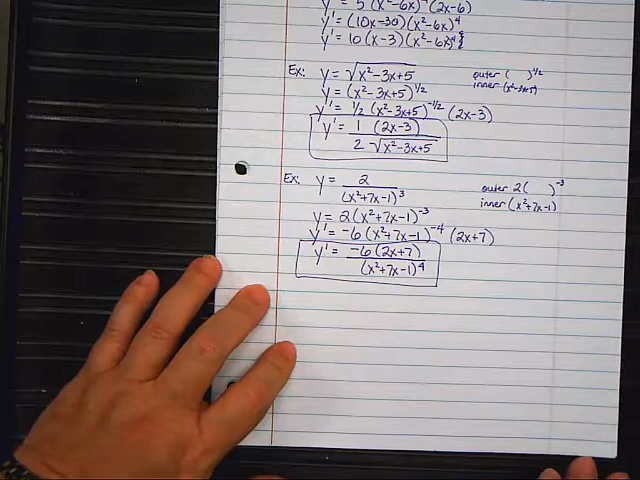 y' = 5(x²-6x)⁴(2x-6)
y' = (10x-30)(x²-6x)⁴
y' = 10(x-3)(x²-6x)⁴
Ex: y = √(x²-3x+5) outer ( )^1/2
y = (x²-3x+5)^1/2 inner (x²-3x+5)
y' = 1/2(x²-3x+5)^-1/2 (2x-3)
y' = 1 (2x-3)
2√(x²-3x+5)
Ex: y = 2 outer 2( )⁻³
(x²+7x-1)³ inner (x²+7x-1)
y = 2(x²+7x-1)⁻³
y' = -6(x²+7x-1)⁻⁴ (2x+7)
y' = -6(2x+7)
(x²+7x-1)⁴